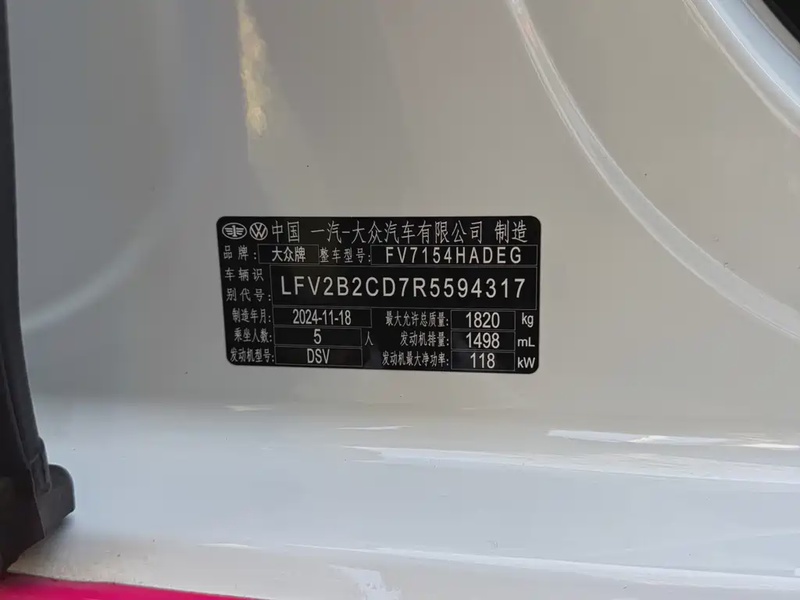 中国 一汽-大众汽车有限公司 制造
品牌: 大众牌 整车型号: FV7154HADEG
车辆识别代号: LFV2B2CD7R5594317
制造年月: 2024-11-18 最大允许总质量: 1820 kg
乘坐人数: 5 人 发动机排量: 1498 mL
发动机型号: DSV 发动机最大净功率: 118 kW